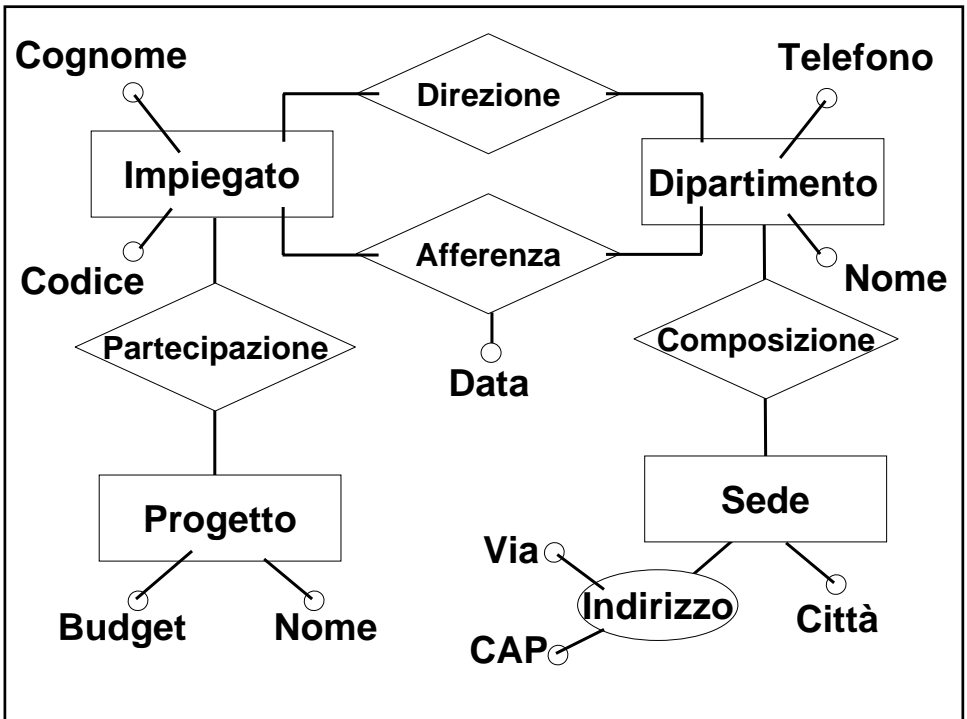 Cognome
Telefono
Direzione
Impiegato
Dipartimento
Afferenza
Codice
Nome
Partecipazione
Composizione
Data
Sede
Progetto
Via
Indirizzo
Città
Budget
Nome
CAP